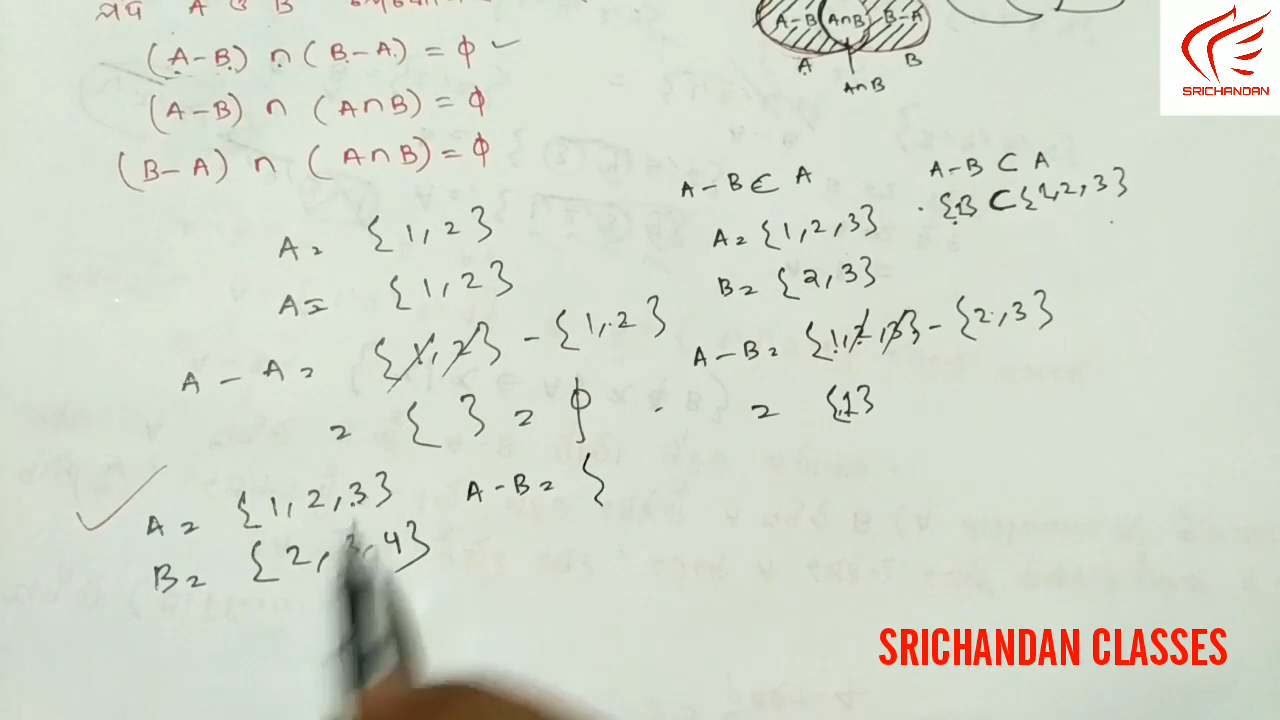 A ଓ B
(A-B) ∩ (B-A) = ϕ ✓
(A-B) ∩ (A∩B) = ϕ
(B-A) ∩ (A∩B) = ϕ
A-B A∩B B-A
A B
A∩B
SRICHANDAN
A = {1, 2}
A = {1, 2}
A - A = {1, 2} - {1, 2}
= { } = ϕ
A-B ∈ A
A = {1, 2, 3}
B = {2, 3}
A-B = {1, 2, 3} - {2, 3}
= {1}
A-B ⊂ A
⊂ {1, 2, 3}
A = {1, 2, 3}
B = {2, 3, 4}
A-B = {
SRICHANDAN CLASSES